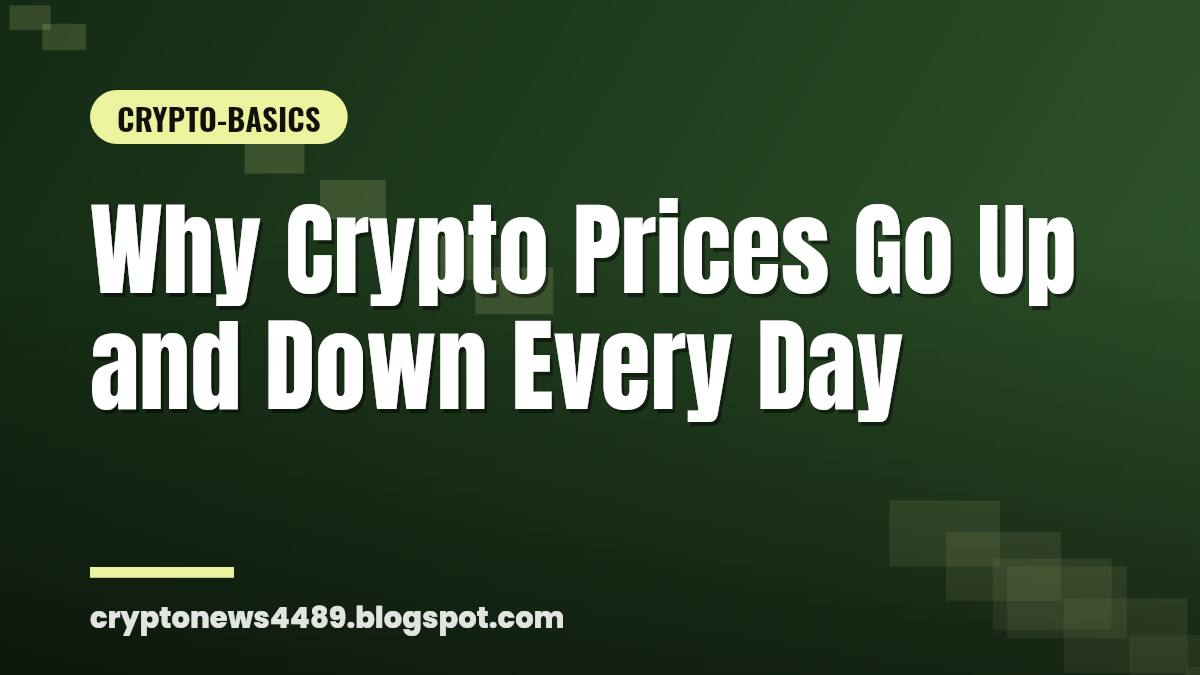 CRYPTO-BASICS
Why Crypto Prices Go Up
and Down Every Day
cryptonews4489.blogspot.com